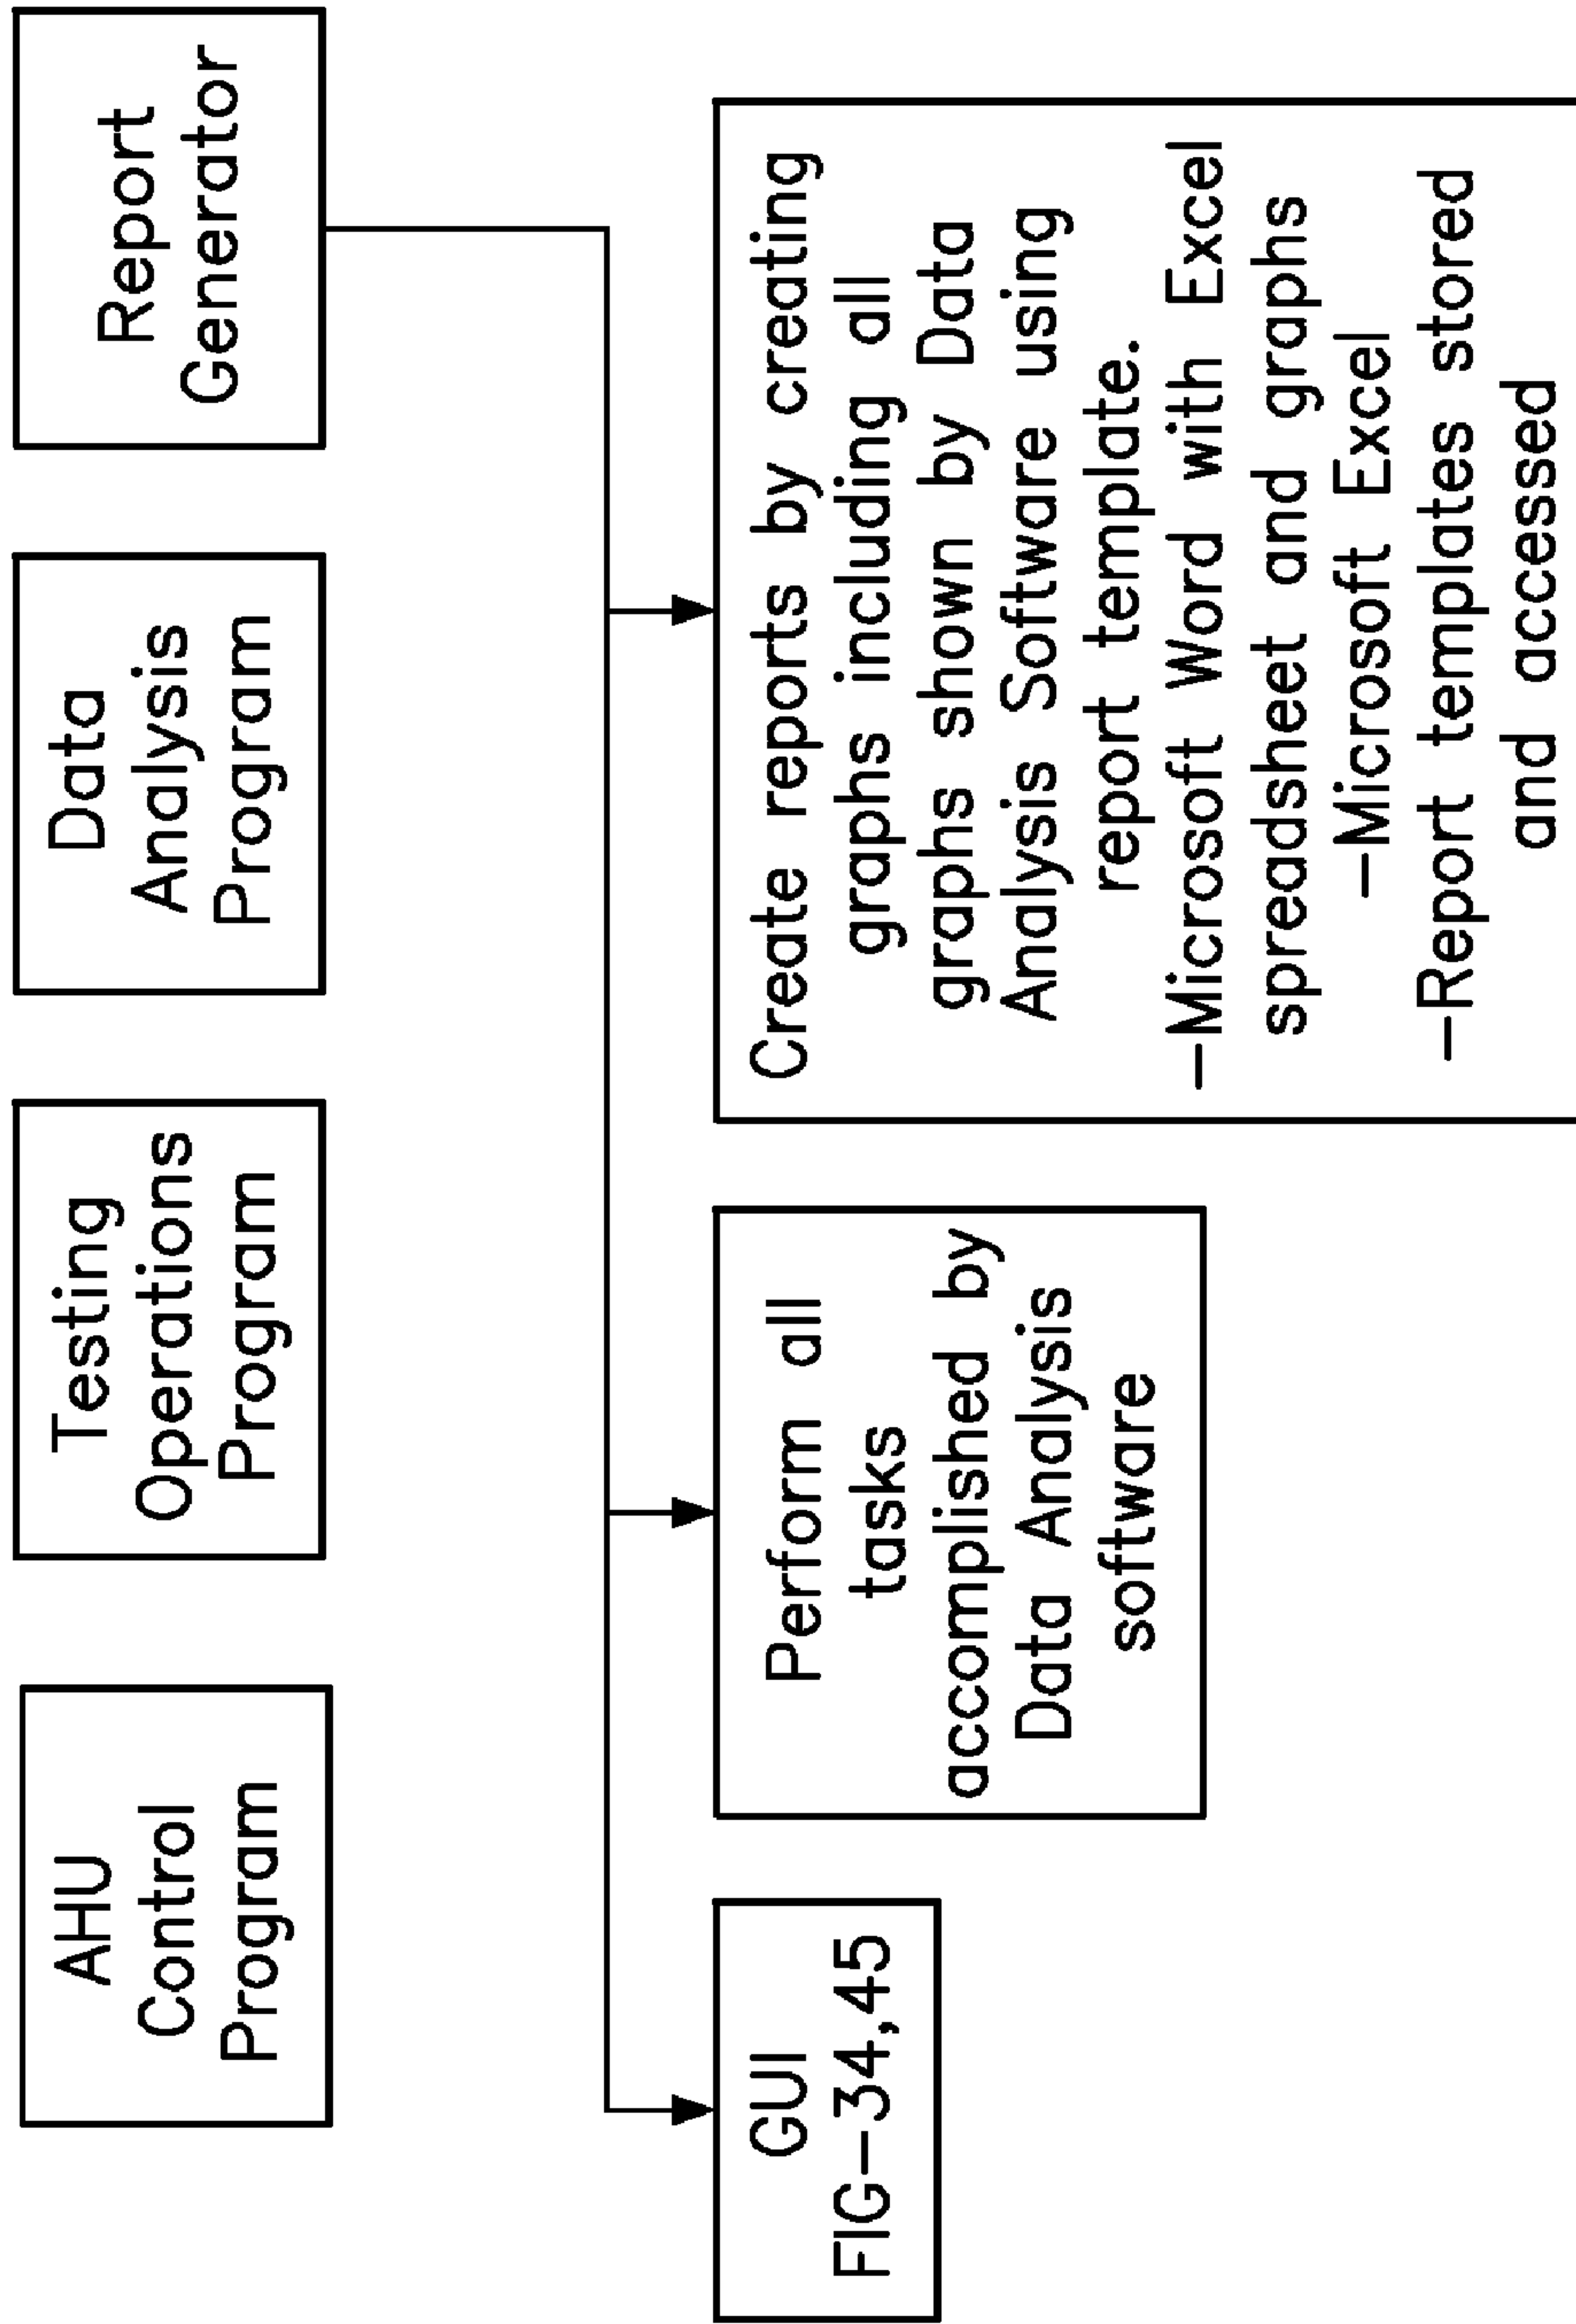 AHU
Control
Program
Testing
Operations
Program
Data
Analysis
Program
Report
Generator
GUI
FIG-34,45
Perform all
tasks
accomplished by
Data Analysis
software
Create reports by creating
graphs including all
graphs shown by Data
Analysis Software using
report template.
-Microsoft Word with Excel
spreadsheet and graphs
-Microsoft Excel
-Report templates stored
and accessed